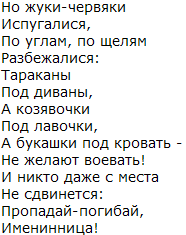 Но жуки-червяки
Испугалися,
По углам, по щелям
Разбежалися:
Тараканы
Под диваны,
А козявочки
Под лавочки,
А букашки под кровать -
Не желают воевать!
И никто даже с места
Не сдвинется:
Пропадай-погибай,
Именинница!